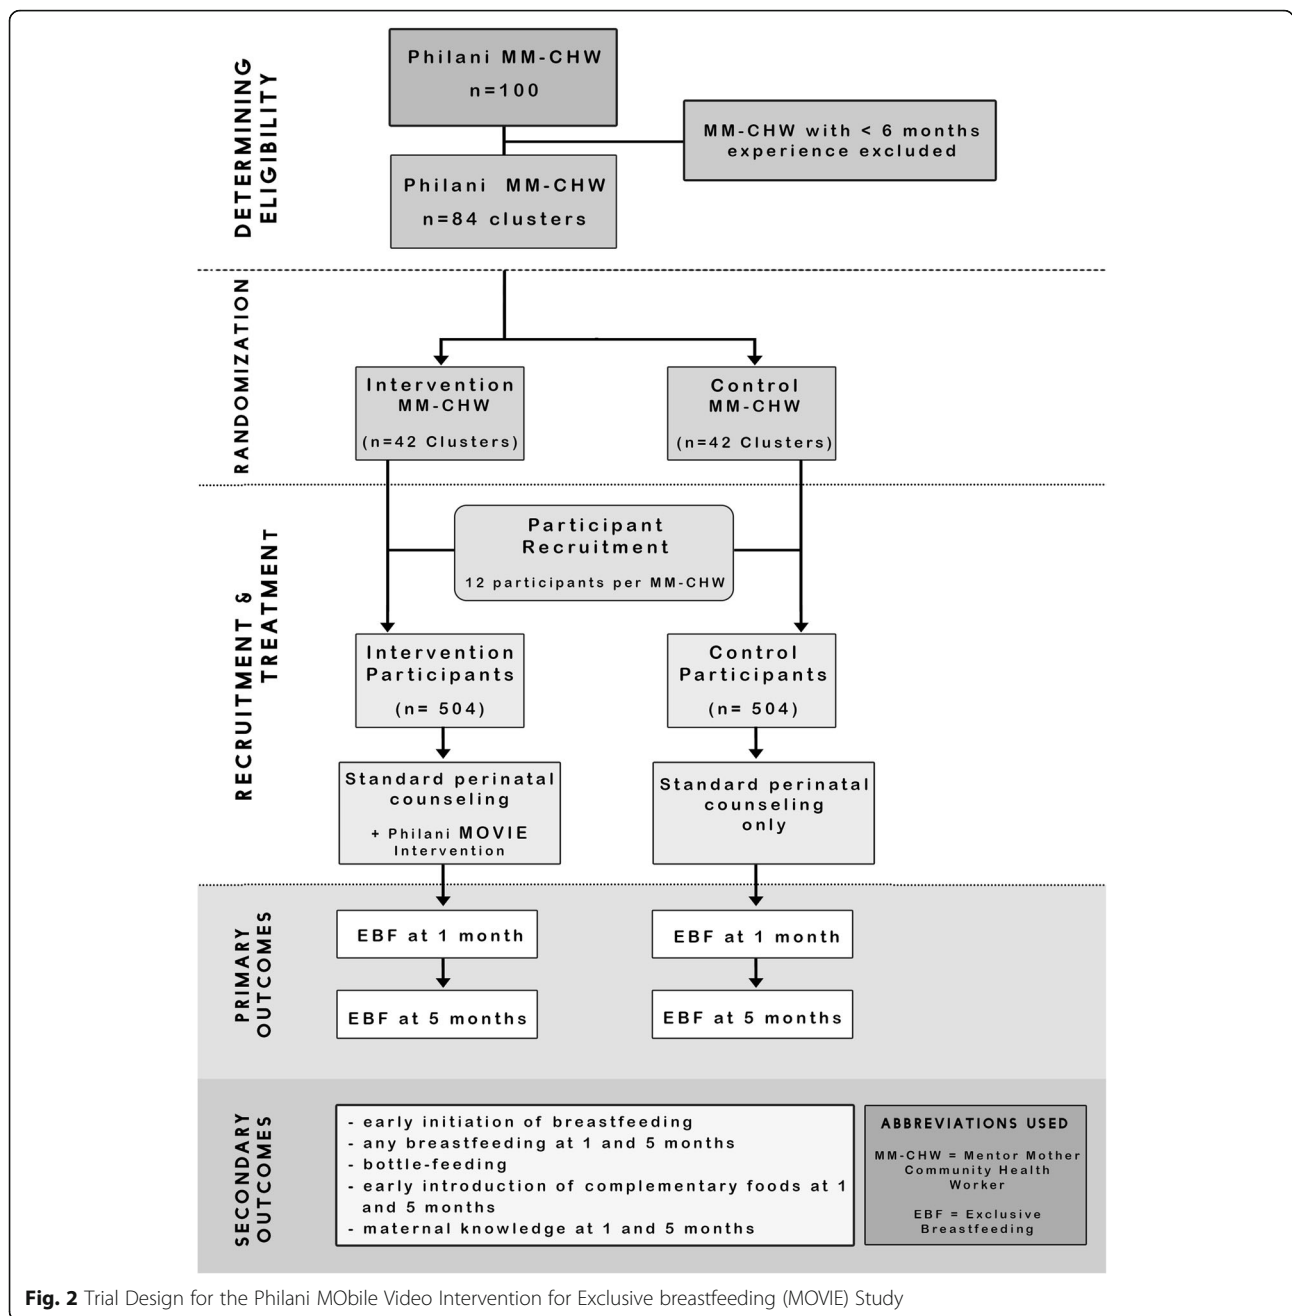 DETERMINING
ELIGIBILITY
Philani MM-CHW
n=100
MM-CHW with < 6 months
experience excluded
Philani MM-CHW
n=84 clusters
RANDOMIZATION
Intervention
MM-CHW
(n=42 Clusters)
Control
MM-CHW
(n=42 Clusters)
RECRUITMENT &
TREATMENT
Participant
Recruitment
12 participants per MM-CHW
Intervention
Participants
(n= 504)
Control
Participants
(n= 504)
Standard perinatal
counseling
+ Philani MOVIE
Intervention
Standard perinatal
counseling
only
PRIMARY
OUTCOMES
EBF at 1 month
EBF at 1 month
EBF at 5 months
EBF at 5 months
SECONDARY
OUTCOMES
- early initiation of breastfeeding
- any breastfeeding at 1 and 5 months
- bottle-feeding
- early introduction of complementary foods at 1
and 5 months
- maternal knowledge at 1 and 5 months
ABBREVIATIONS USED
MM-CHW = Mentor Mother
Community Health
Worker
EBF = Exclusive
Breastfeeding
Fig. 2 Trial Design for the Philani MObile Video Intervention for Exclusive breastfeeding (MOVIE) Study